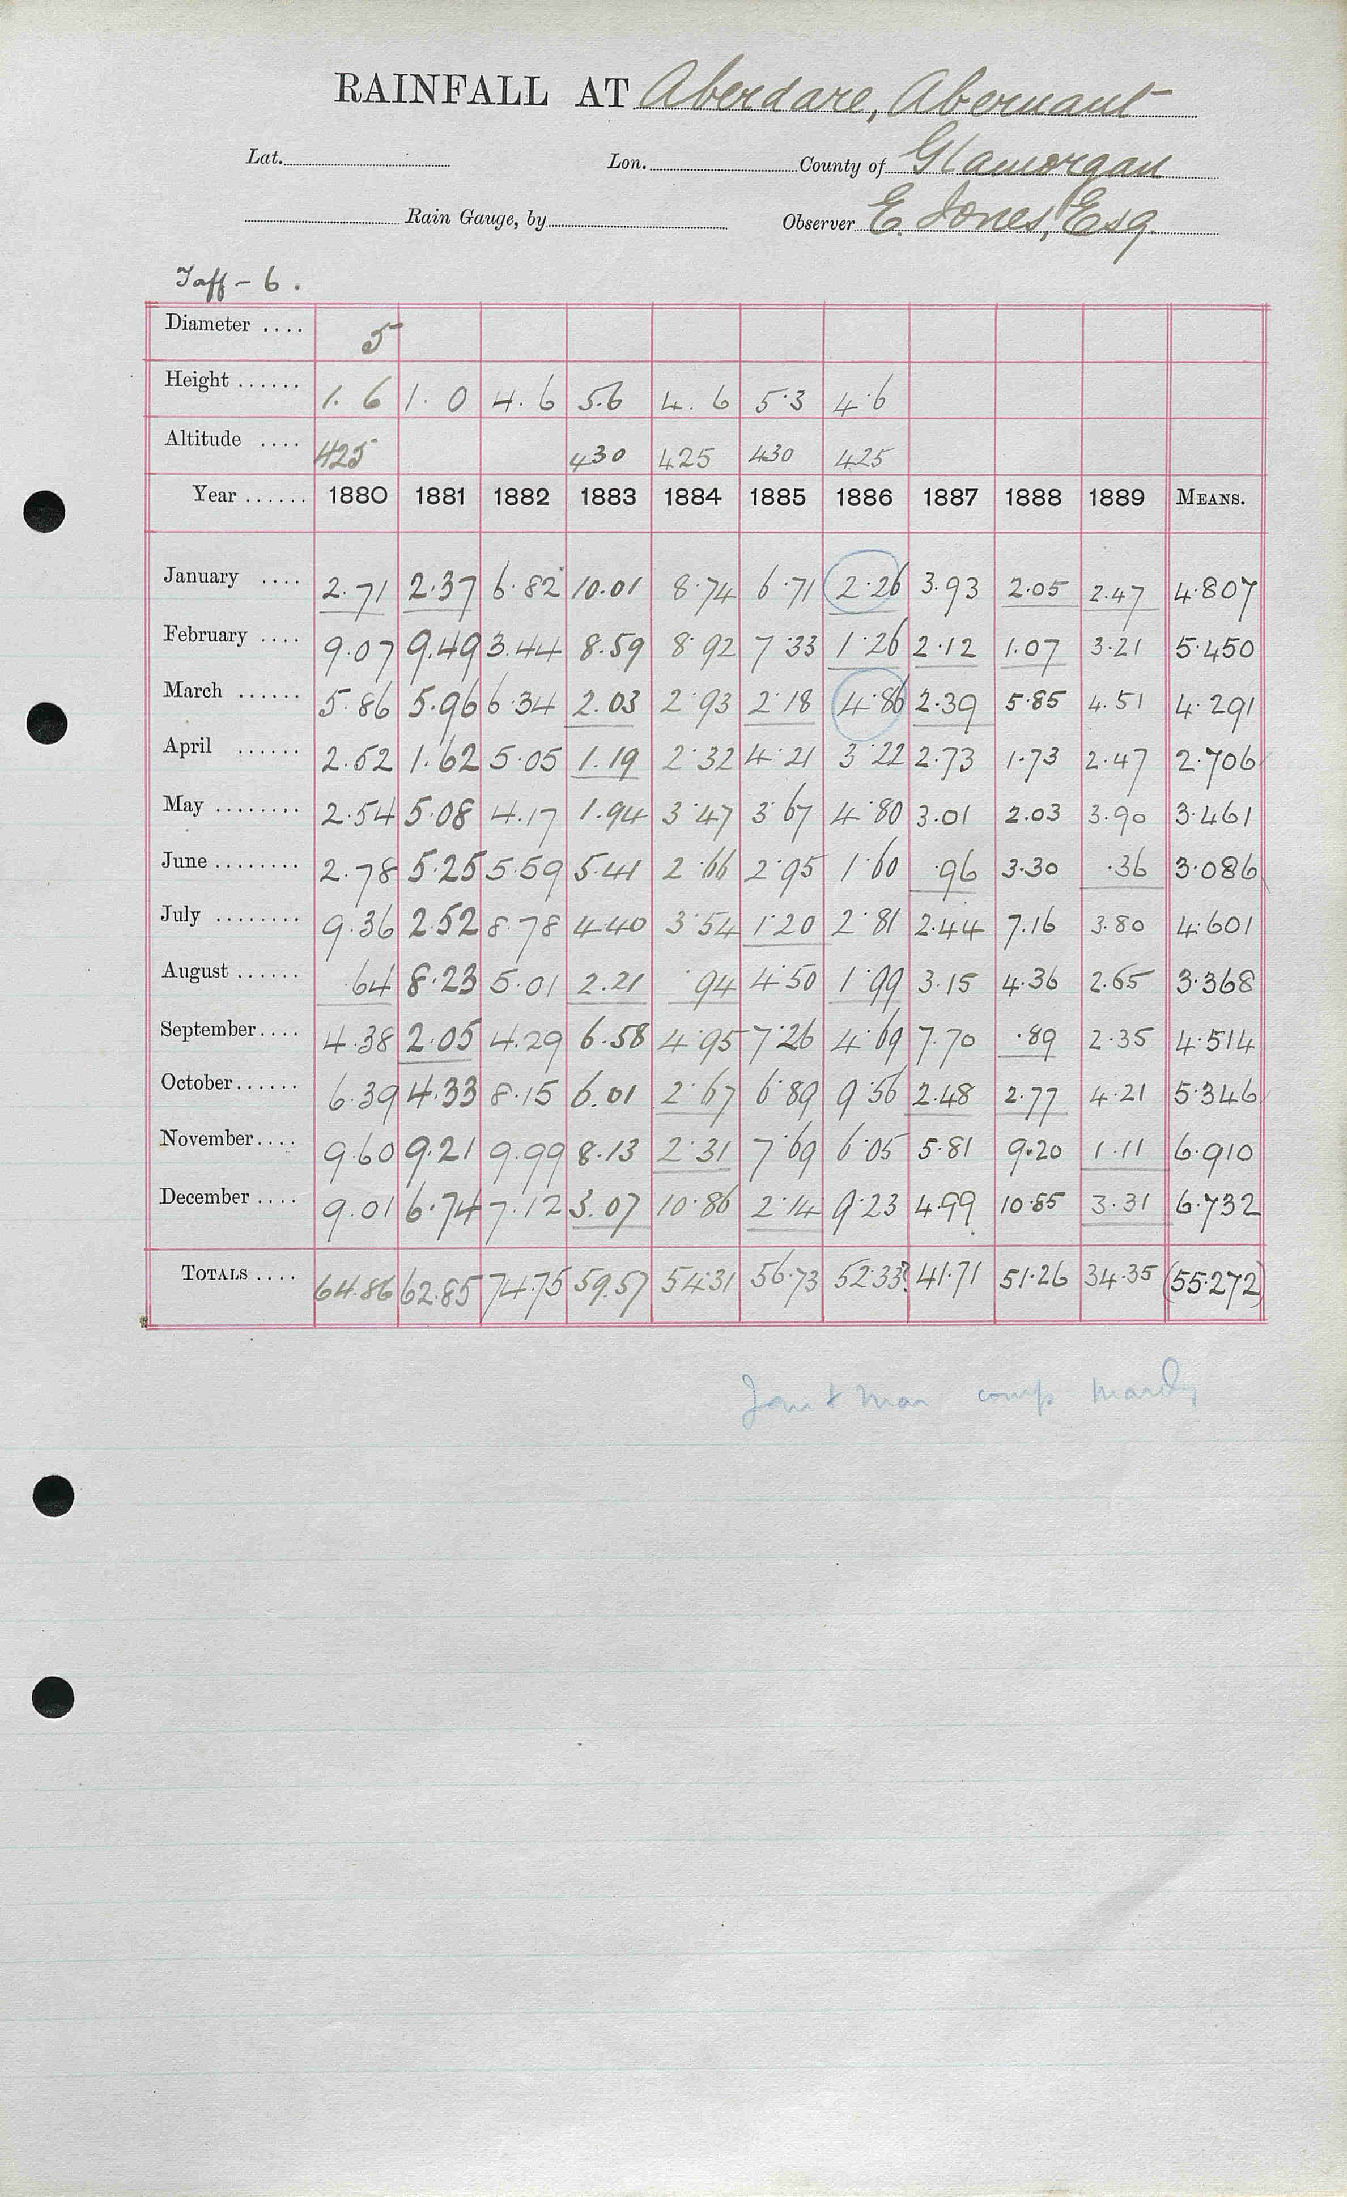 RAINFALL AT Aberdare, Abernant
Lat. Lon. County of Glamorgan
Rain Gauge, by Observer E. Jones, Esq.
Taff - 6.
Diameter .... 5
Height ...... 1.6 1.0 4.6 5.6 4.6 5.3 4.6
Altitude .... 425 430 425 430 425
Year ...... 1880 1881 1882 1883 1884 1885 1886 1887 1888 1889 MEANS.
January .... 2.71 2.37 6.82 10.01 8.74 6.71 2.26 3.93 2.05 2.47 4.807
February .... 9.07 9.49 3.44 8.59 8.92 7.33 1.26 2.12 1.07 3.21 5.450
March ...... 5.86 5.96 6.34 2.03 2.93 2.18 4.86 2.39 5.85 4.51 4.291
April ...... 2.52 1.62 5.05 1.19 2.32 4.21 3.22 2.73 1.73 2.47 2.706
May ........ 2.54 5.08 4.17 1.94 3.47 3.67 4.80 3.01 2.03 3.90 3.461
June ........ 2.78 5.25 5.59 5.41 2.66 2.95 1.60 .96 3.30 .36 3.086
July ........ 9.36 2.52 8.78 4.40 3.54 1.20 2.81 2.44 7.16 3.80 4.601
August ...... .64 8.23 5.01 2.21 .94 4.50 1.99 3.15 4.36 2.65 3.368
September .... 4.38 2.05 4.29 6.58 4.95 7.26 4.69 7.70 .89 2.35 4.514
October ...... 6.39 4.33 8.15 6.01 2.67 6.89 9.56 2.48 2.77 4.21 5.346
November .... 9.60 9.21 9.99 8.13 2.31 7.69 6.05 5.81 9.20 1.11 6.910
December .... 9.01 6.74 7.12 3.07 10.86 2.14 9.23 4.99 10.85 3.31 6.732
TOTALS .... 64.86 62.85 74.75 59.57 54.31 56.73 52.33? 41.71 51.26 34.35 (55.272)
Jan & Mar comp Mardy